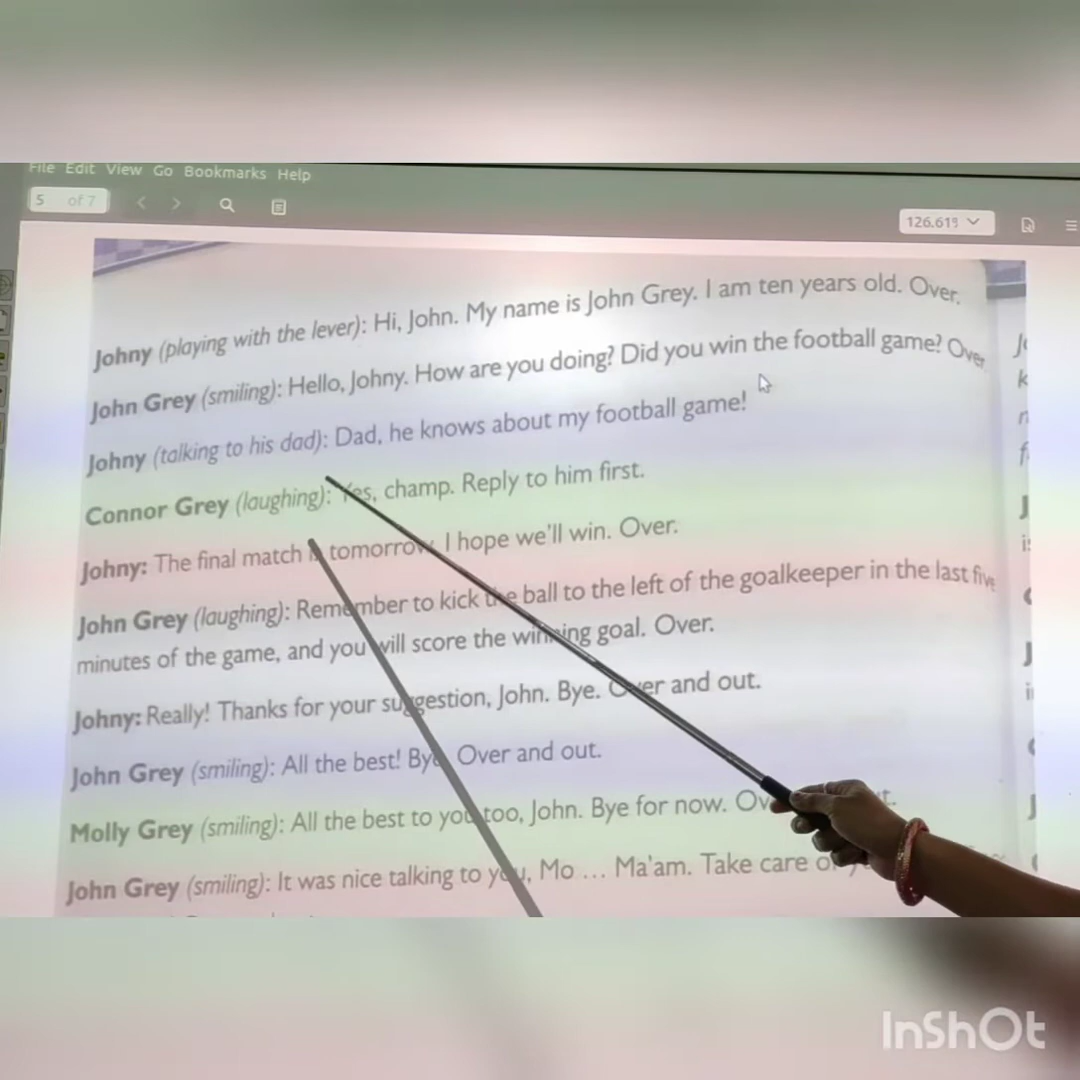 File Edit View Go Bookmarks Help
5 of 7
126.61%
Johny (playing with the lever): Hi, John. My name is John Grey. I am ten years old. Over.
John Grey (smiling): Hello, Johny. How are you doing? Did you win the football game? Over
Johny (talking to his dad): Dad, he knows about my football game!
Connor Grey (laughing): Yes, champ. Reply to him first.
Johny: The final match is tomorrow. I hope we'll win. Over.
John Grey (laughing): Remember to kick the ball to the left of the goalkeeper in the last five
minutes of the game, and you will score the winning goal. Over.
Johny: Really! Thanks for your suggestion, John. Bye. Over and out.
John Grey (smiling): All the best! Bye. Over and out.
Molly Grey (smiling): All the best to you too, John. Bye for now.
John Grey (smiling): It was nice talking to you, Mo ... Ma'am. Take care
InShOt